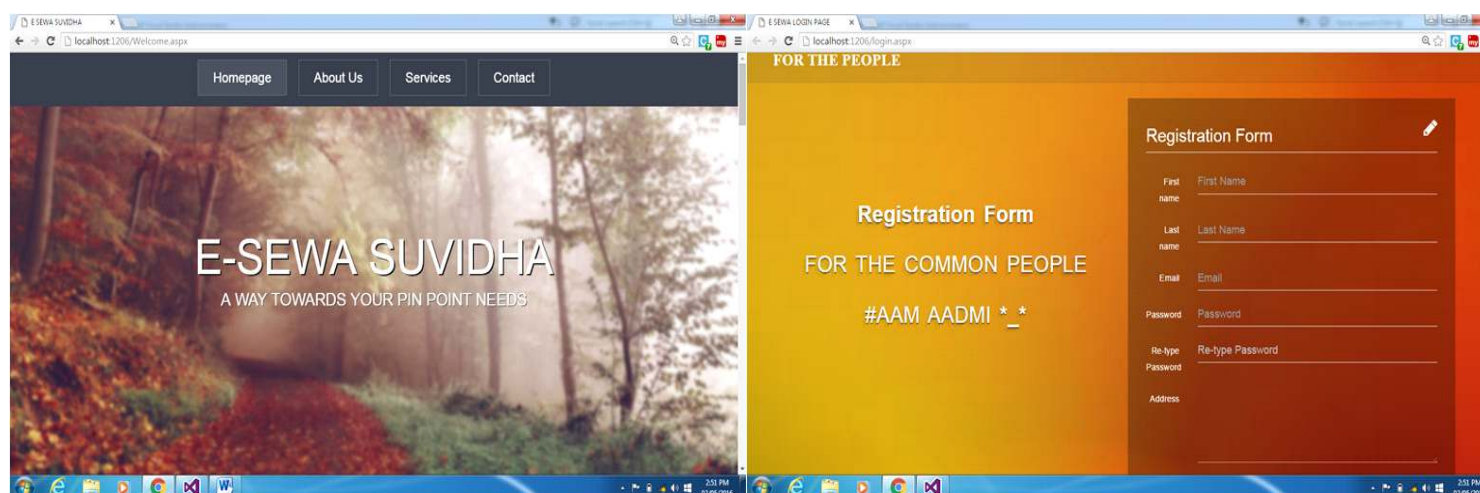 E SEWA SUVIDHA
localhost:1206/Welcome.aspx
Homepage About Us Services Contact
E-SEWA SUVIDHA
A WAY TOWARDS YOUR PIN POINT NEEDS
2:51 PM
E SEWA LOGIN PAGE
localhost:1206/login.aspx
FOR THE PEOPLE
Registration Form
FOR THE COMMON PEOPLE
#AAM AADMI *_*
Registration Form
First name First Name
Last name Last Name
Email Email
Password Password
Re-type Password Re-type Password
Address
2:51 PM